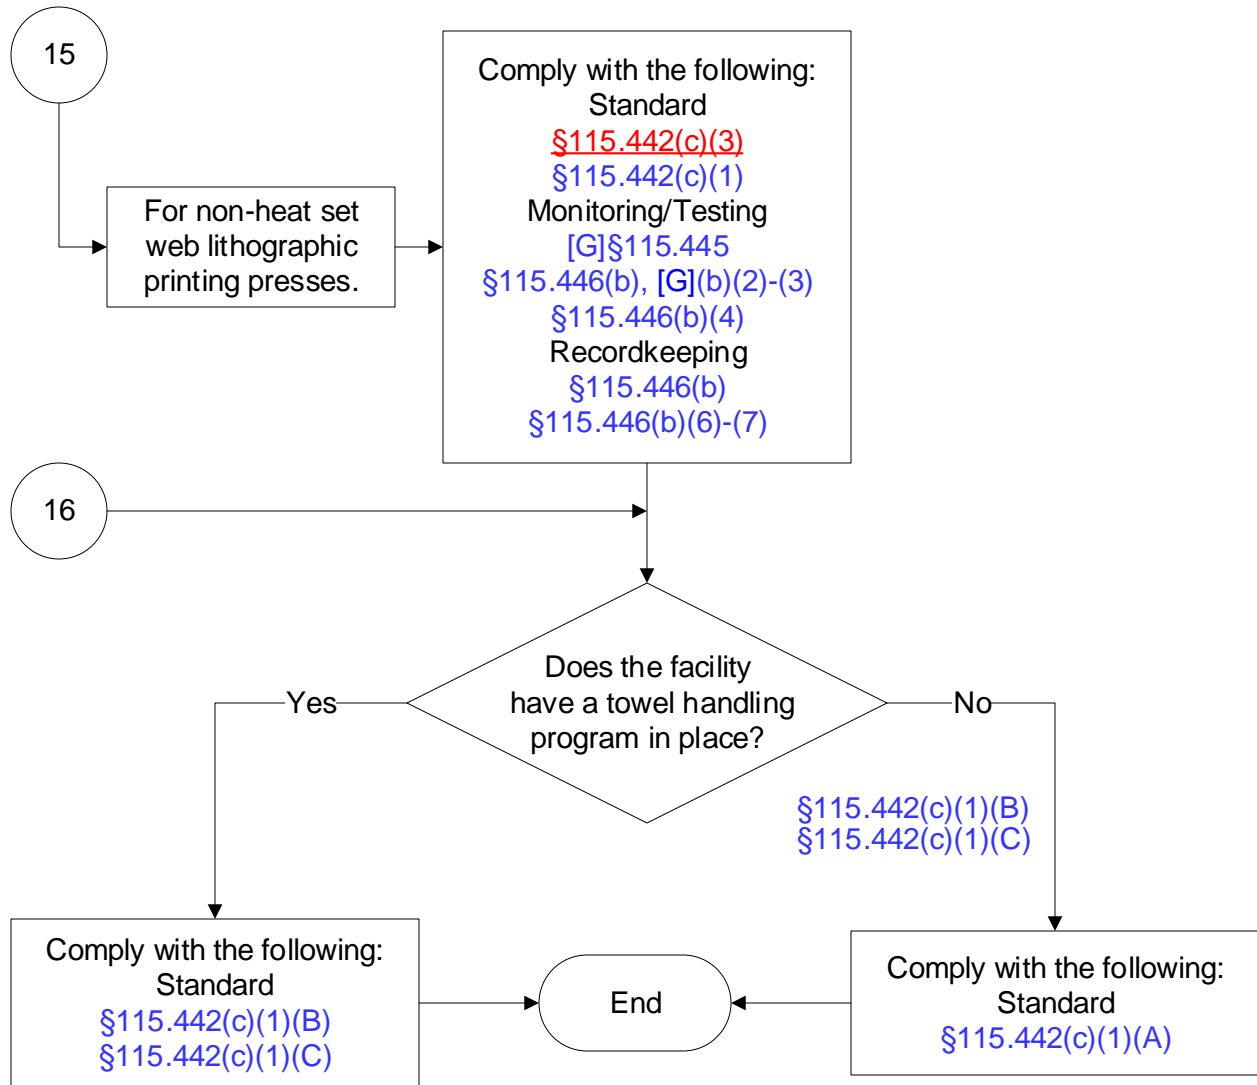 15
For non-heat set
web lithographic
printing presses.
Comply with the following:
Standard
§115.442(c)(3)
§115.442(c)(1)
Monitoring/Testing
[G]§115.445
§115.446(b), [G](b)(2)-(3)
§115.446(b)(4)
Recordkeeping
§115.446(b)
§115.446(b)(6)-(7)
16
Does the facility
have a towel handling
program in place?
Yes
No
§115.442(c)(1)(B)
§115.442(c)(1)(C)
Comply with the following:
Standard
§115.442(c)(1)(B)
§115.442(c)(1)(C)
End
Comply with the following:
Standard
§115.442(c)(1)(A)